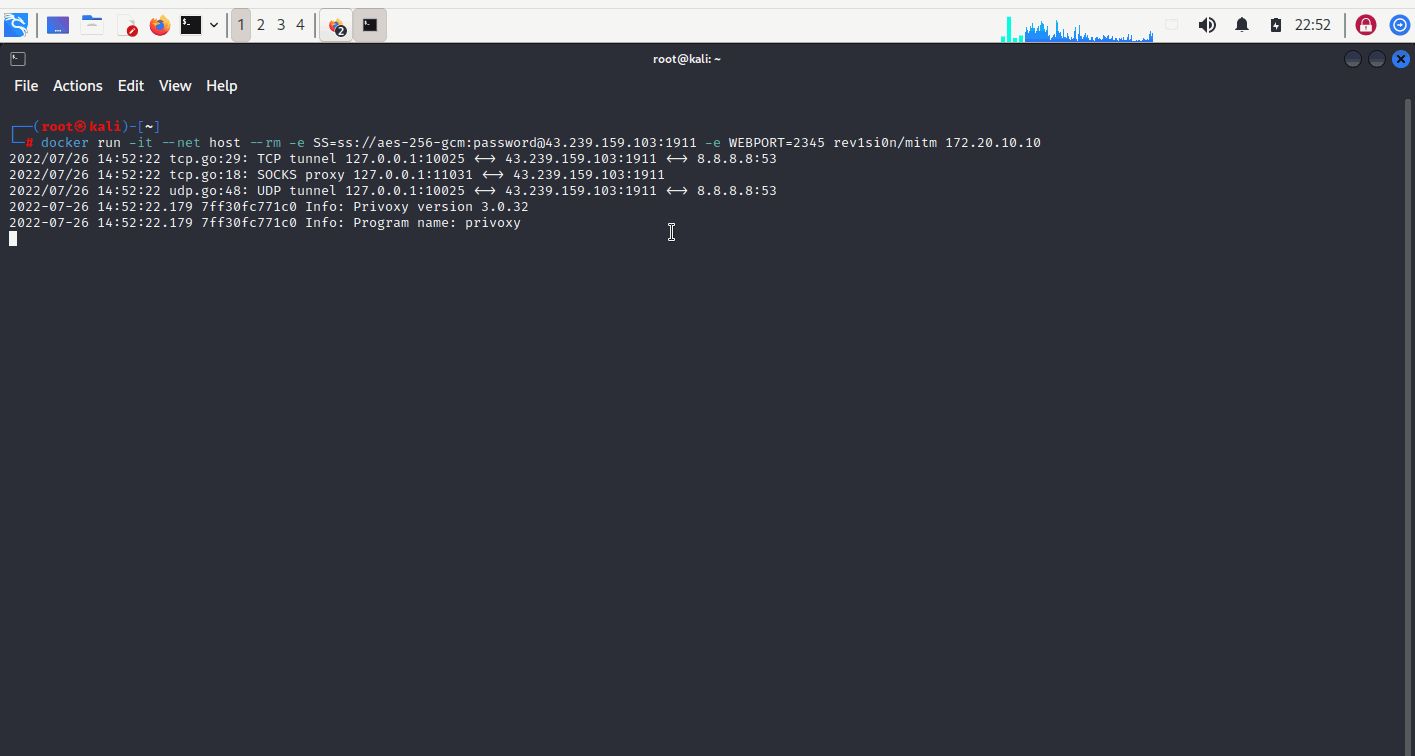 1 2 3 4 2 22:52
root@kali: ~
File Actions Edit View Help
┌──(root㉿kali)-[~]
└─# docker run -it --net host --rm -e SS=ss://aes-256-gcm:password@43.239.159.103:1911 -e WEBPORT=2345 rev1si0n/mitm 172.20.10.10
2022/07/26 14:52:22 tcp.go:29: TCP tunnel 127.0.0.1:10025 <-> 43.239.159.103:1911 <-> 8.8.8.8:53
2022/07/26 14:52:22 tcp.go:18: SOCKS proxy 127.0.0.1:11031 <-> 43.239.159.103:1911
2022/07/26 14:52:22 udp.go:48: UDP tunnel 127.0.0.1:10025 <-> 43.239.159.103:1911 <-> 8.8.8.8:53
2022-07-26 14:52:22.179 7ff30fc771c0 Info: Privoxy version 3.0.32
2022-07-26 14:52:22.179 7ff30fc771c0 Info: Program name: privoxy